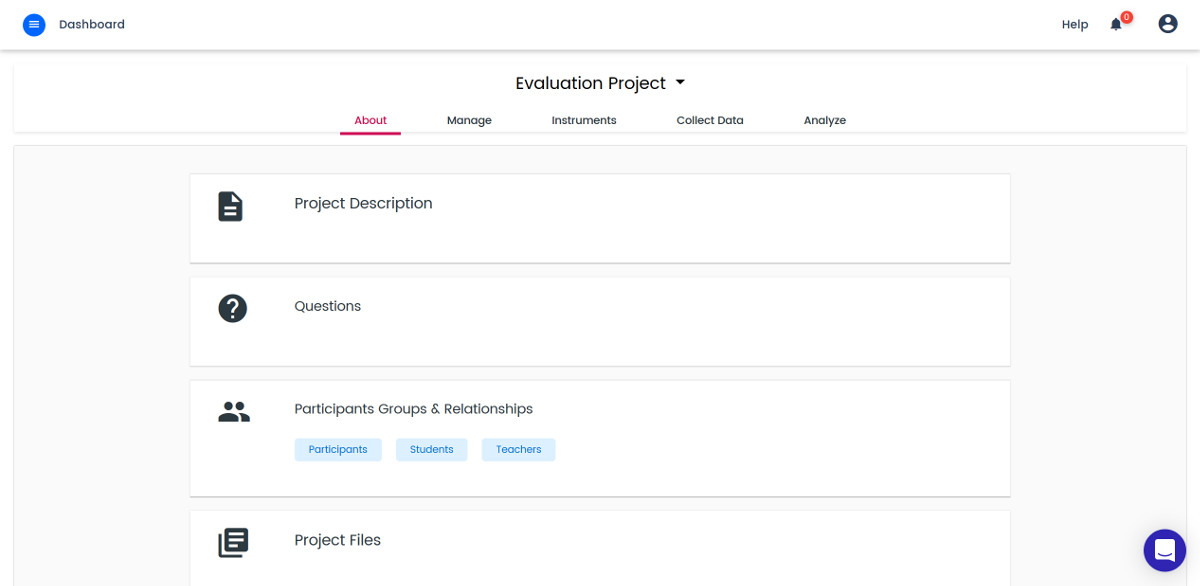 Dashboard
Help
0
Evaluation Project
About
Manage
Instruments
Collect Data
Analyze
Project Description
Questions
Participants Groups & Relationships
Participants
Students
Teachers
Project Files